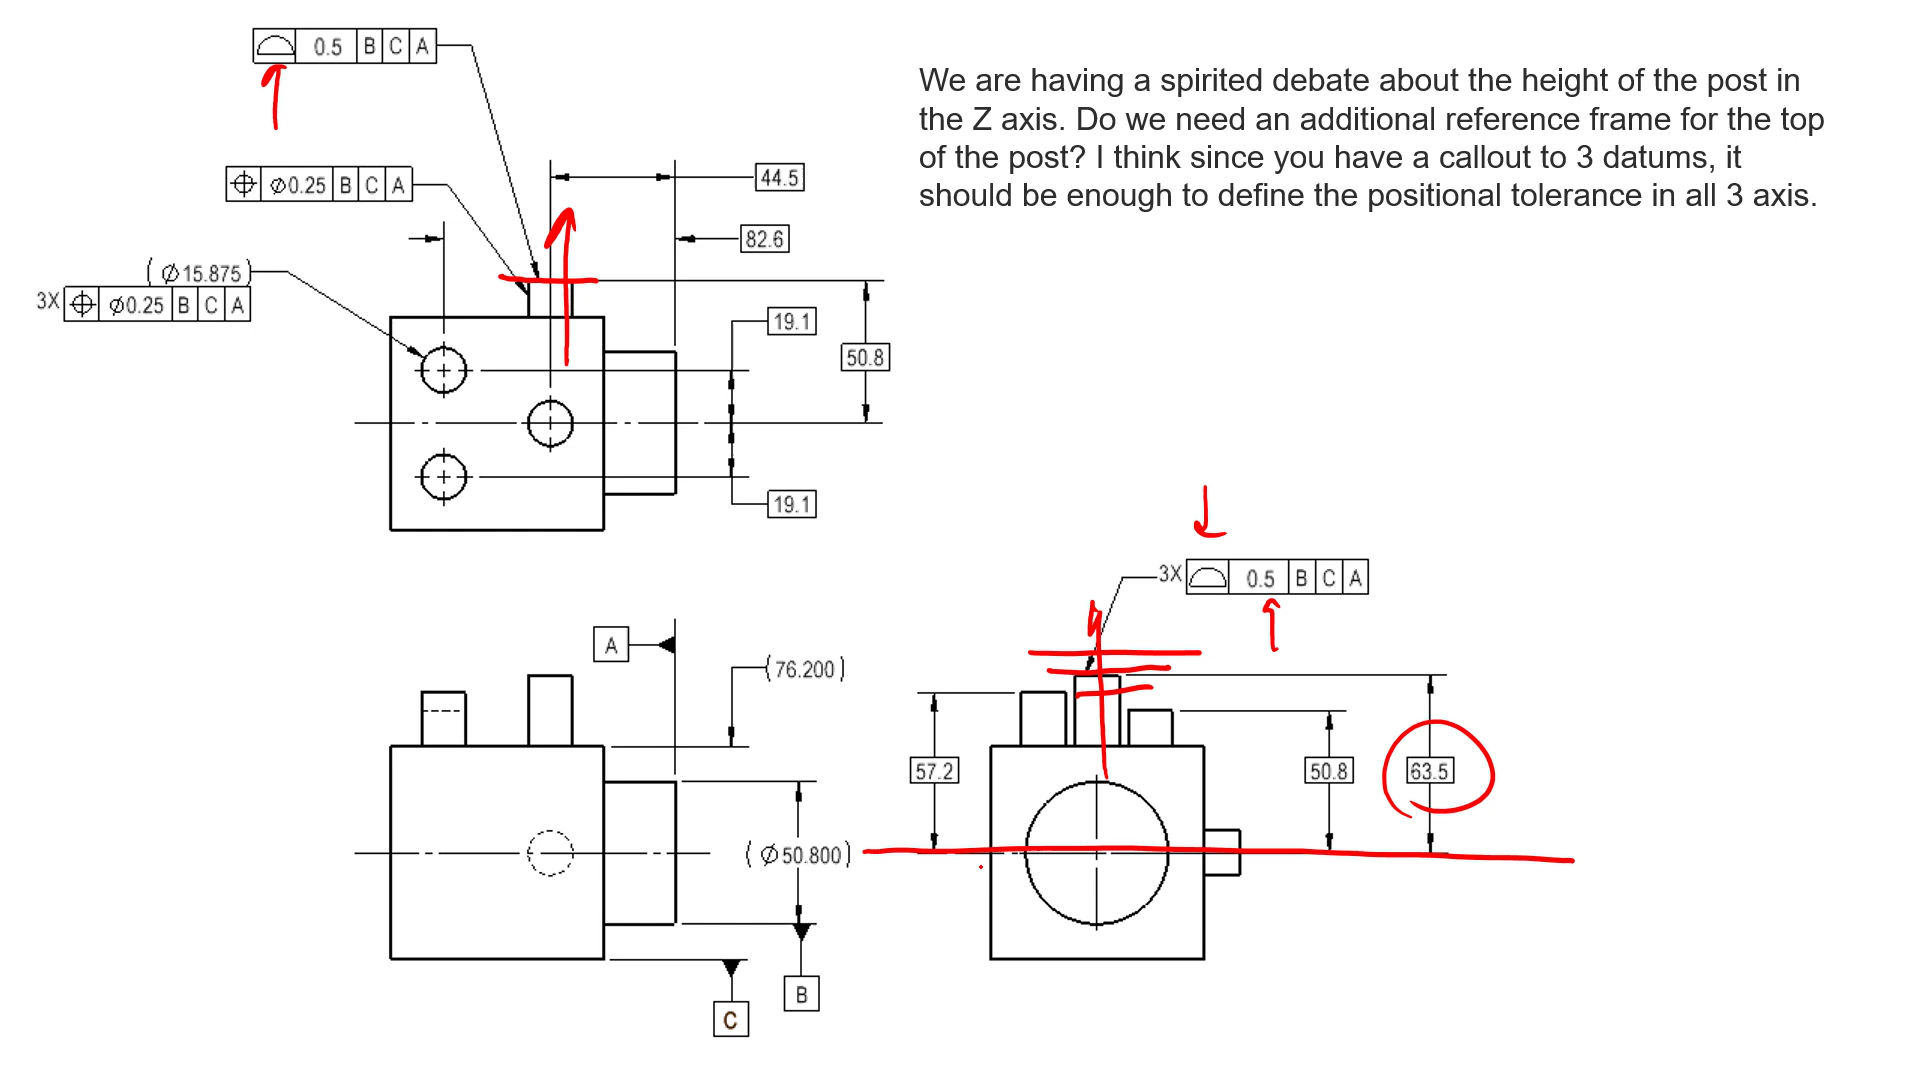 ⌓ 0.5 B C A
We are having a spirited debate about the height of the post in
the Z axis. Do we need an additional reference frame for the top
of the post? I think since you have a callout to 3 datums, it
should be enough to define the positional tolerance in all 3 axis.
⌖ ⌀0.25 B C A
44.5
82.6
(⌀15.875)
3X ⌖ ⌀0.25 B C A
19.1
50.8
19.1
3X ⌓ 0.5 B C A
A
(76.200)
57.2
50.8
63.5
(⌀50.800)
B
C